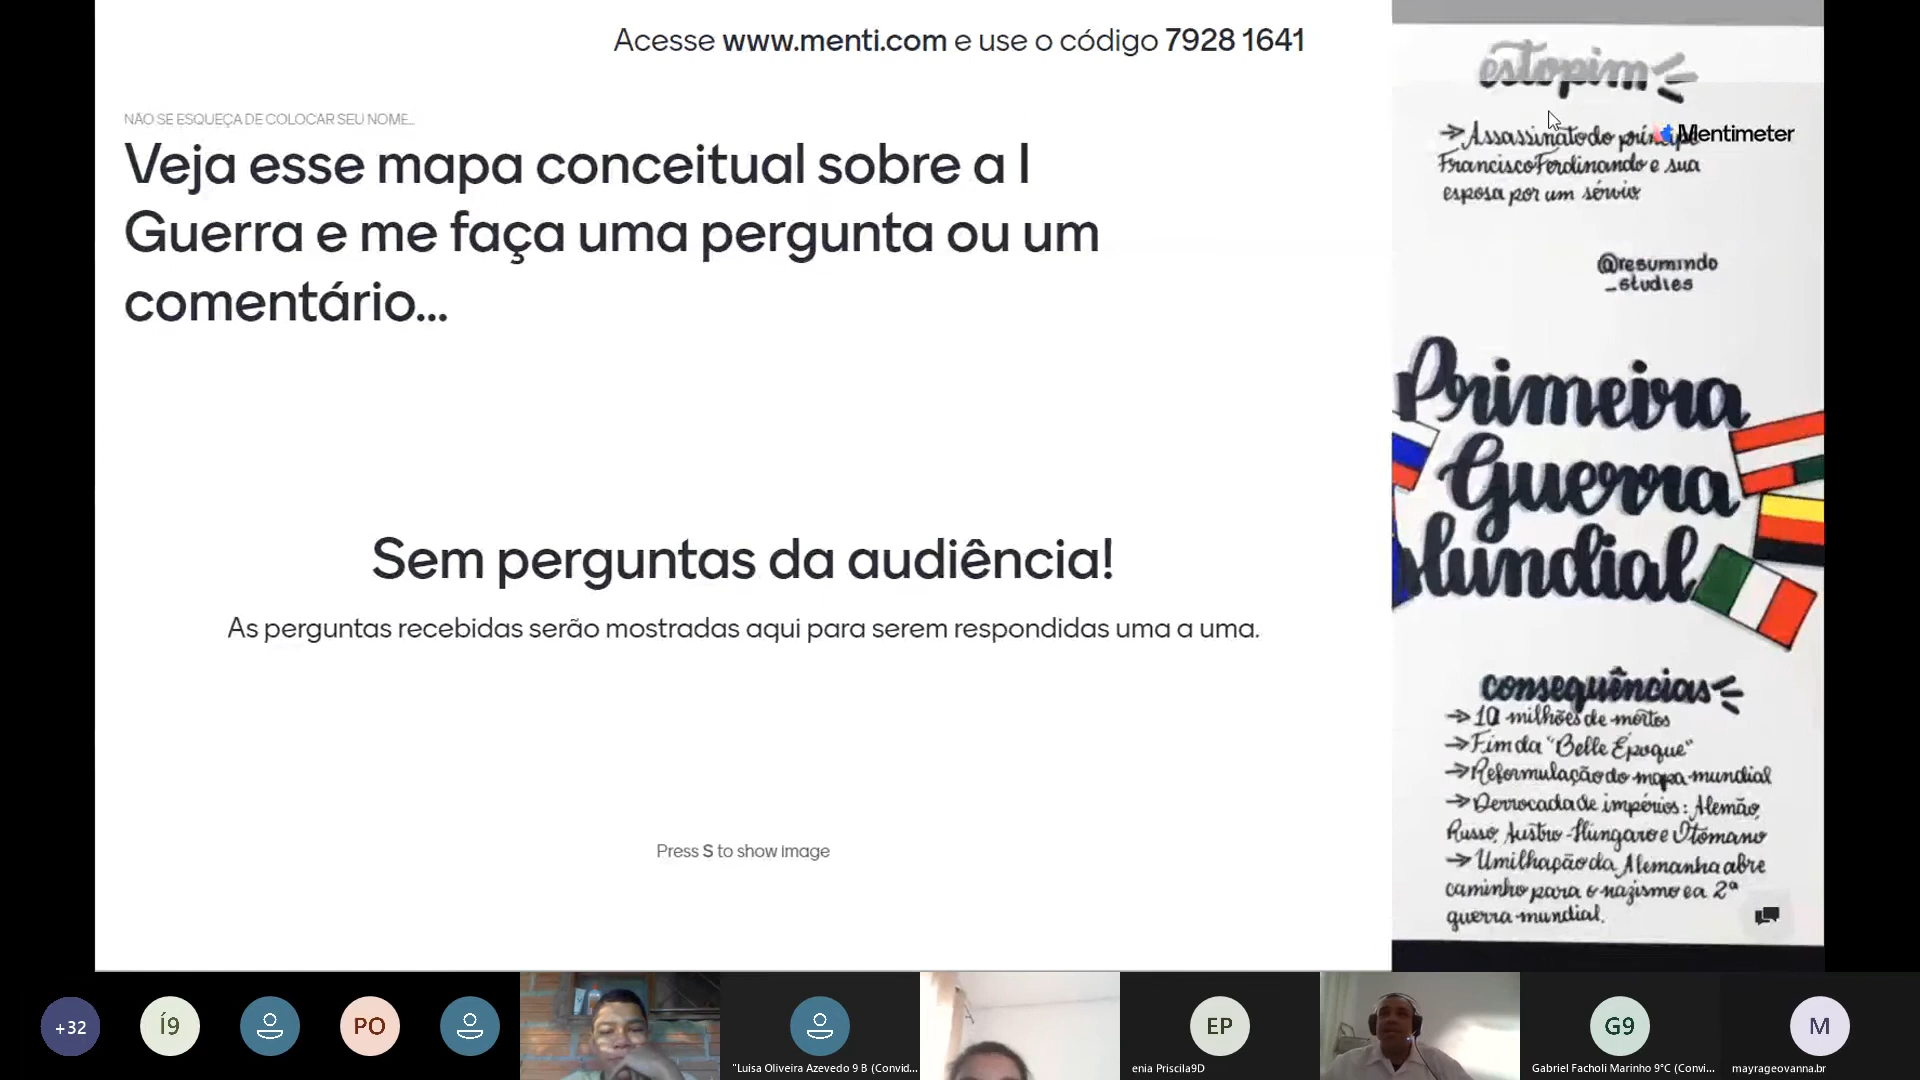 Acesse www.menti.com e use o código 7928 1641
NÃO SE ESQUEÇA DE COLOCAR SEU NOME...
Veja esse mapa conceitual sobre a I
Guerra e me faça uma pergunta ou um
comentário...
Sem perguntas da audiência!
As perguntas recebidas serão mostradas aqui para serem respondidas uma a uma.
Press S to show image
estopim
→ Assassinato do príncipe
Francisco Ferdinando e sua
esposa por um sérvio.
Mentimeter
@resumindo
_studies
Primeira
Guerra
Mundial
consequências
→ 10 milhões de mortos
→ Fim da "Belle Époque"
→ Reformulação do mapa-mundial
→ Derrocada de impérios: Alemão,
Russo, Austro-Húngaro e Otomano
→ Umilhação da Alemanha abre
caminho para o nazismo e a 2ª
guerra mundial.
+32
Í9
PO
"Luisa Oliveira Azevedo 9 B (Convid...
EP
enia Priscila9D
G9
Gabriel Facholi Marinho 9°C (Convi...
M
mayrageovanna.br